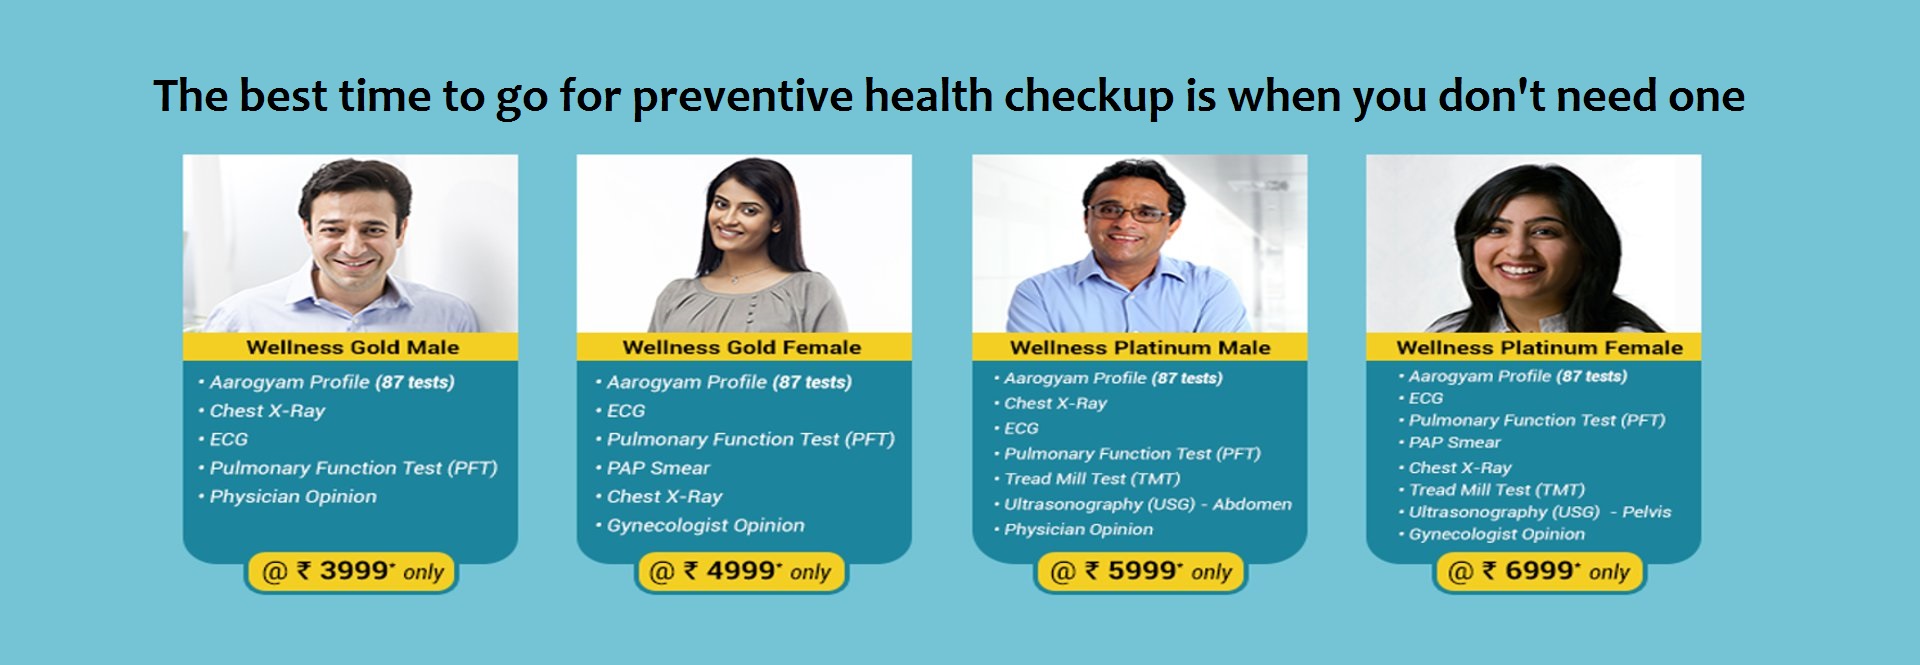 The best time to go for preventive health checkup is when you don't need one
Wellness Gold Male
• Aarogyam Profile (87 tests)
• Chest X-Ray
• ECG
• Pulmonary Function Test (PFT)
• Physician Opinion
@ ₹ 3999* only
Wellness Gold Female
• Aarogyam Profile (87 tests)
• ECG
• Pulmonary Function Test (PFT)
• PAP Smear
• Chest X-Ray
• Gynecologist Opinion
@ ₹ 4999* only
Wellness Platinum Male
• Aarogyam Profile (87 tests)
• Chest X-Ray
• ECG
• Pulmonary Function Test (PFT)
• Tread Mill Test (TMT)
• Ultrasonography (USG) - Abdomen
• Physician Opinion
@ ₹ 5999* only
Wellness Platinum Female
• Aarogyam Profile (87 tests)
• ECG
• Pulmonary Function Test (PFT)
• PAP Smear
• Chest X-Ray
• Tread Mill Test (TMT)
• Ultrasonography (USG) - Pelvis
• Gynecologist Opinion
@ ₹ 6999* only